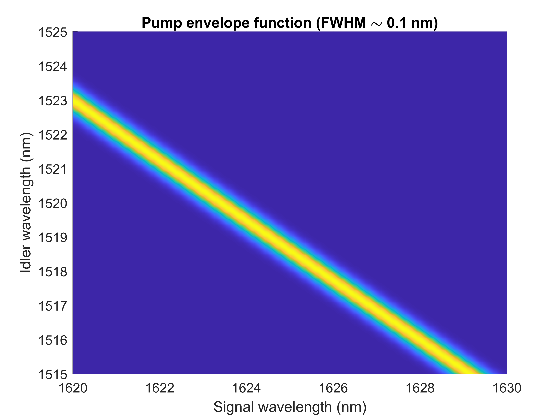 Pump envelope function (FWHM ∼ 0.1 nm)
1525
1524
1523
1522
1521
1520
1519
1518
1517
1516
1515
Idler wavelength (nm)
1620 1622 1624 1626 1628 1630
Signal wavelength (nm)